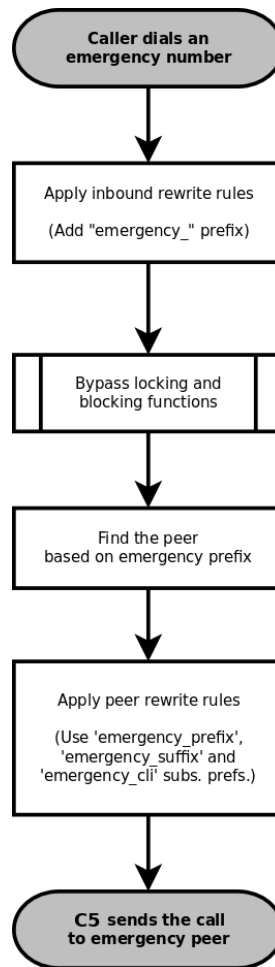 Caller dials an
emergency number
Apply inbound rewrite rules
(Add "emergency_" prefix)
Bypass locking and
blocking functions
Find the peer
based on emergency prefix
Apply peer rewrite rules
(Use 'emergency_prefix',
'emergency_suffix' and
'emergency_cli' subs. prefs.)
C5 sends the call
to emergency peer